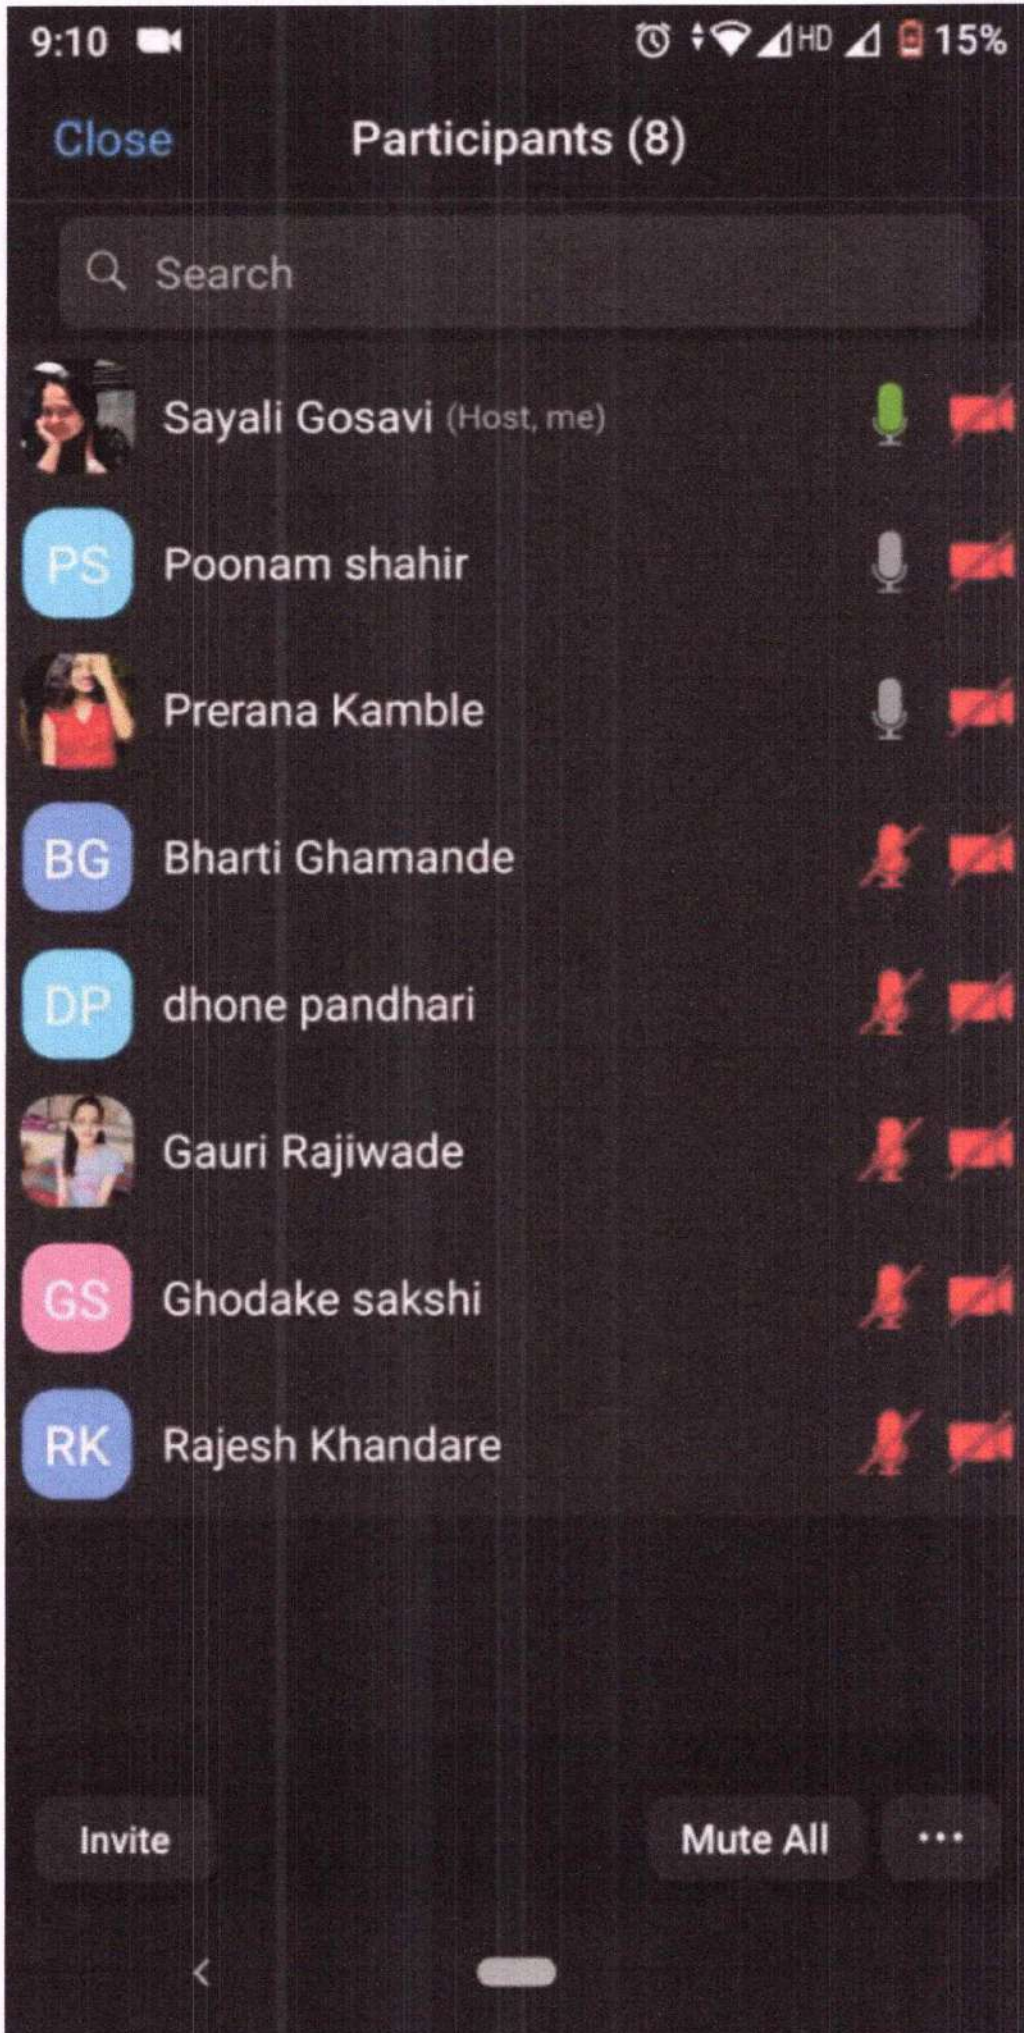 9:10 HD 15%
Close Participants (8)
Search
Sayali Gosavi (Host, me)
PS Poonam shahir
Prerana Kamble
BG Bharti Ghamande
DP dhone pandhari
Gauri Rajiwade
GS Ghodake sakshi
RK Rajesh Khandare
Invite Mute All ...